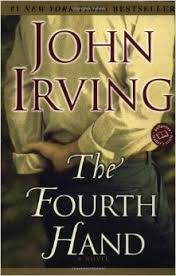 #1 NEW YORK TIMES BESTSELLER
JOHN
IRVING
The
FOURTH
HAND
A NOVEL